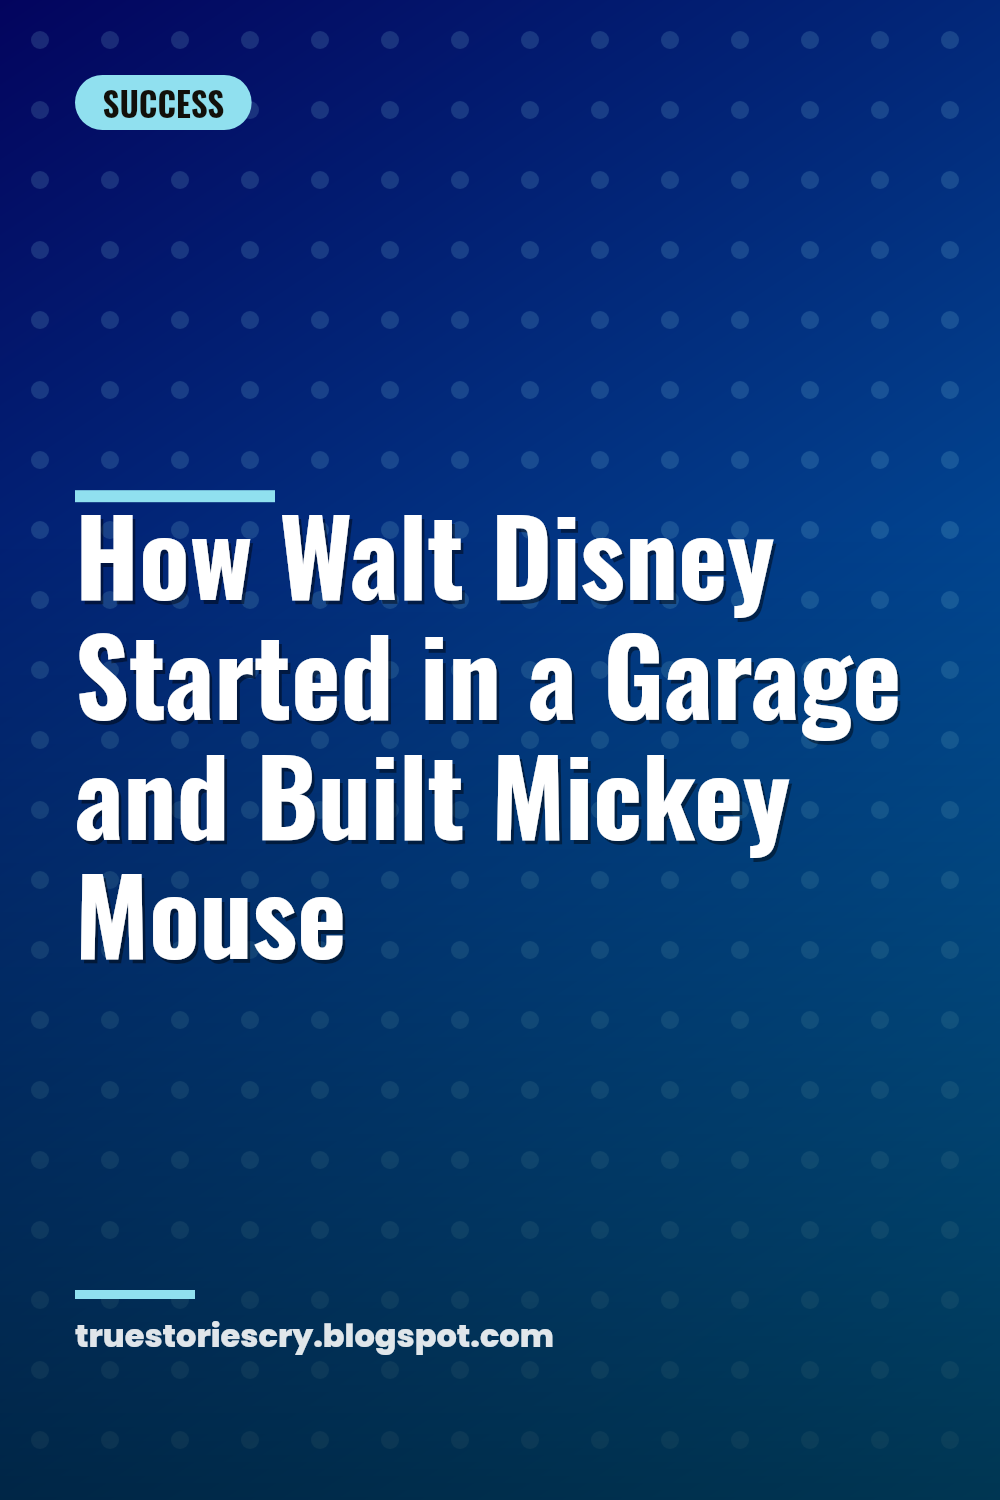 SUCCESS
How Walt Disney
Started in a Garage
and Built Mickey
Mouse
truestoriescry.blogspot.com